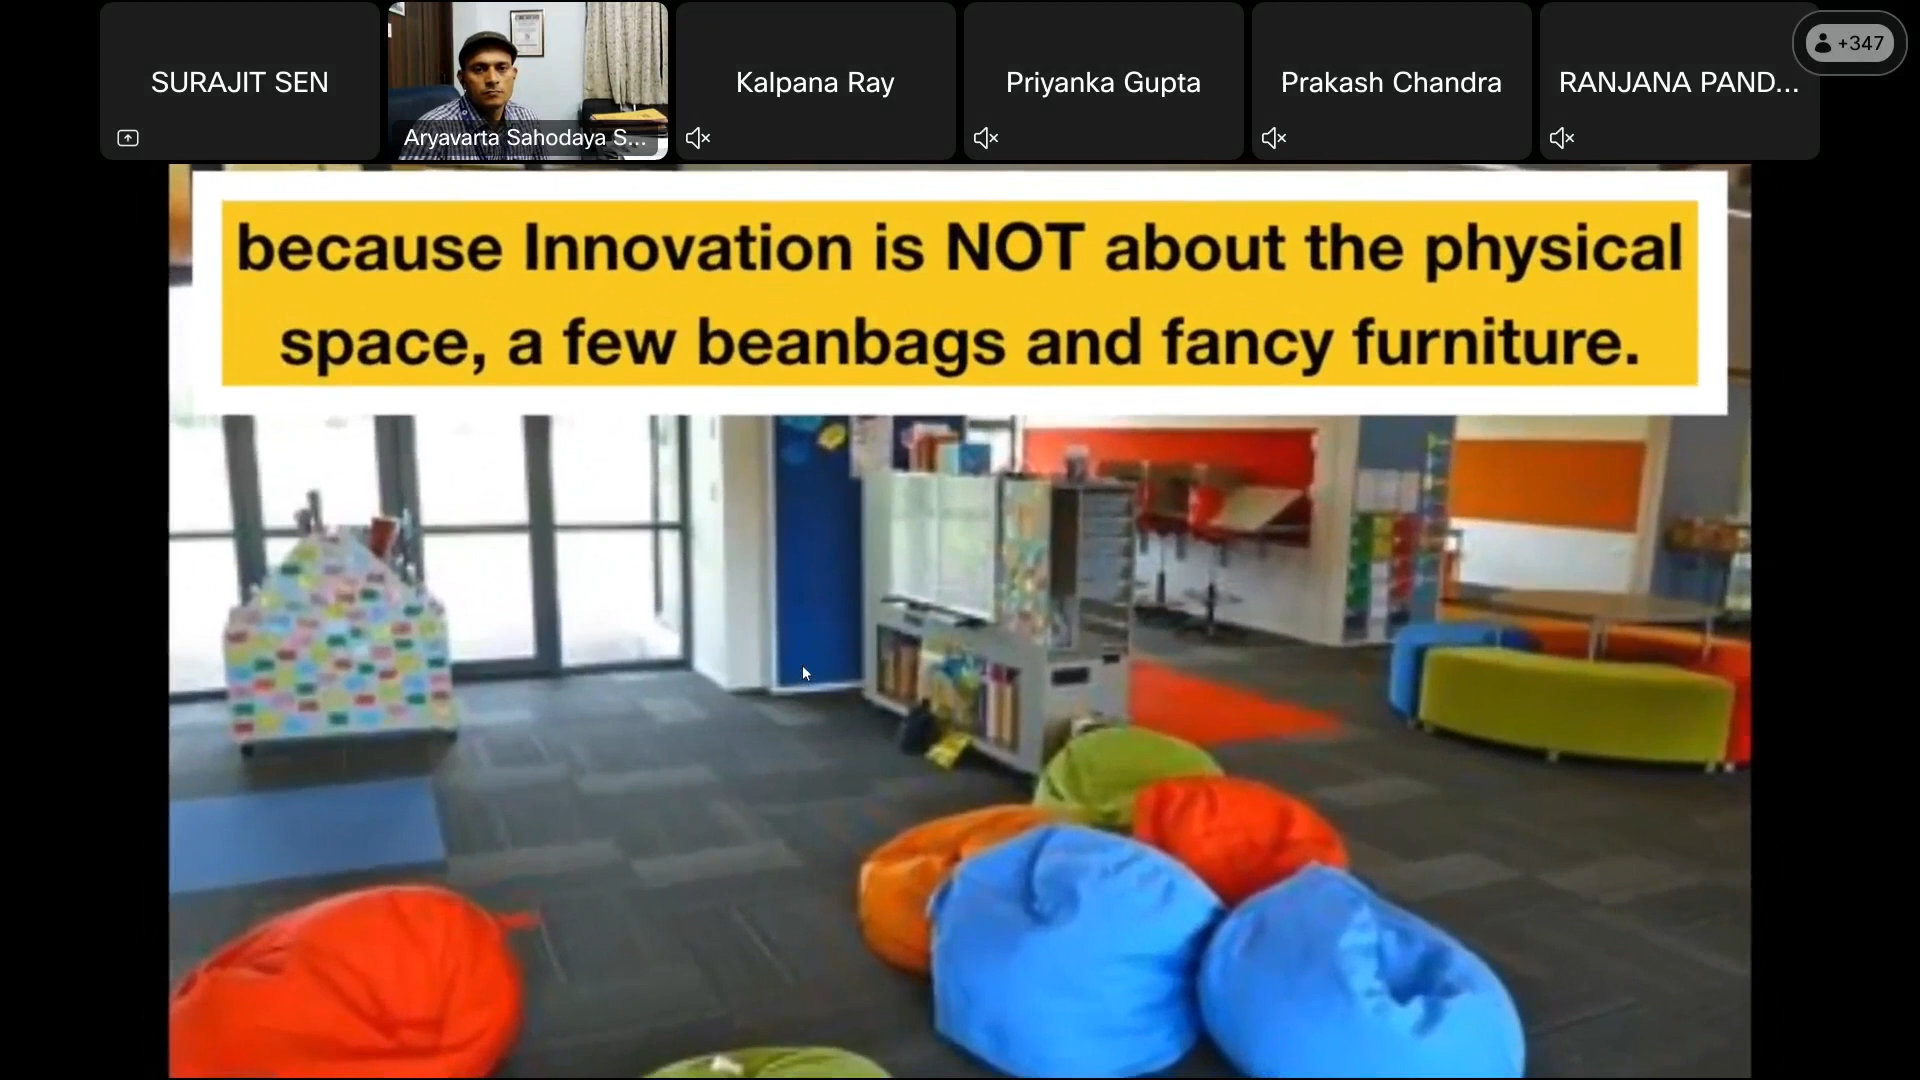 SURAJIT SEN
Aryavarta Sahodaya S...
Kalpana Ray
Priyanka Gupta
Prakash Chandra
RANJANA PAND...
+347
because Innovation is NOT about the physical
space, a few beanbags and fancy furniture.